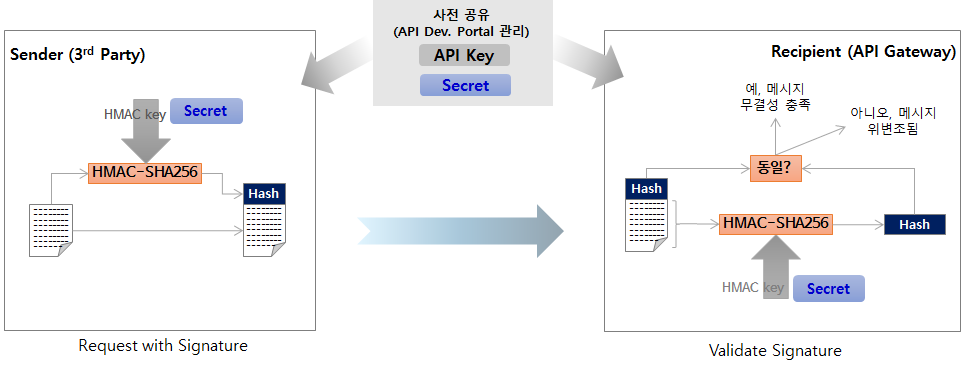 사전 공유
(API Dev. Portal 관리)
API Key
Secret
Sender (3rd Party)
HMAC key
Secret
HMAC-SHA256
Hash
Request with Signature
Recipient (API Gateway)
예, 메시지
무결성 충족
아니오, 메시지
위변조됨
동일?
Hash
HMAC-SHA256
Hash
HMAC key
Secret
Validate Signature